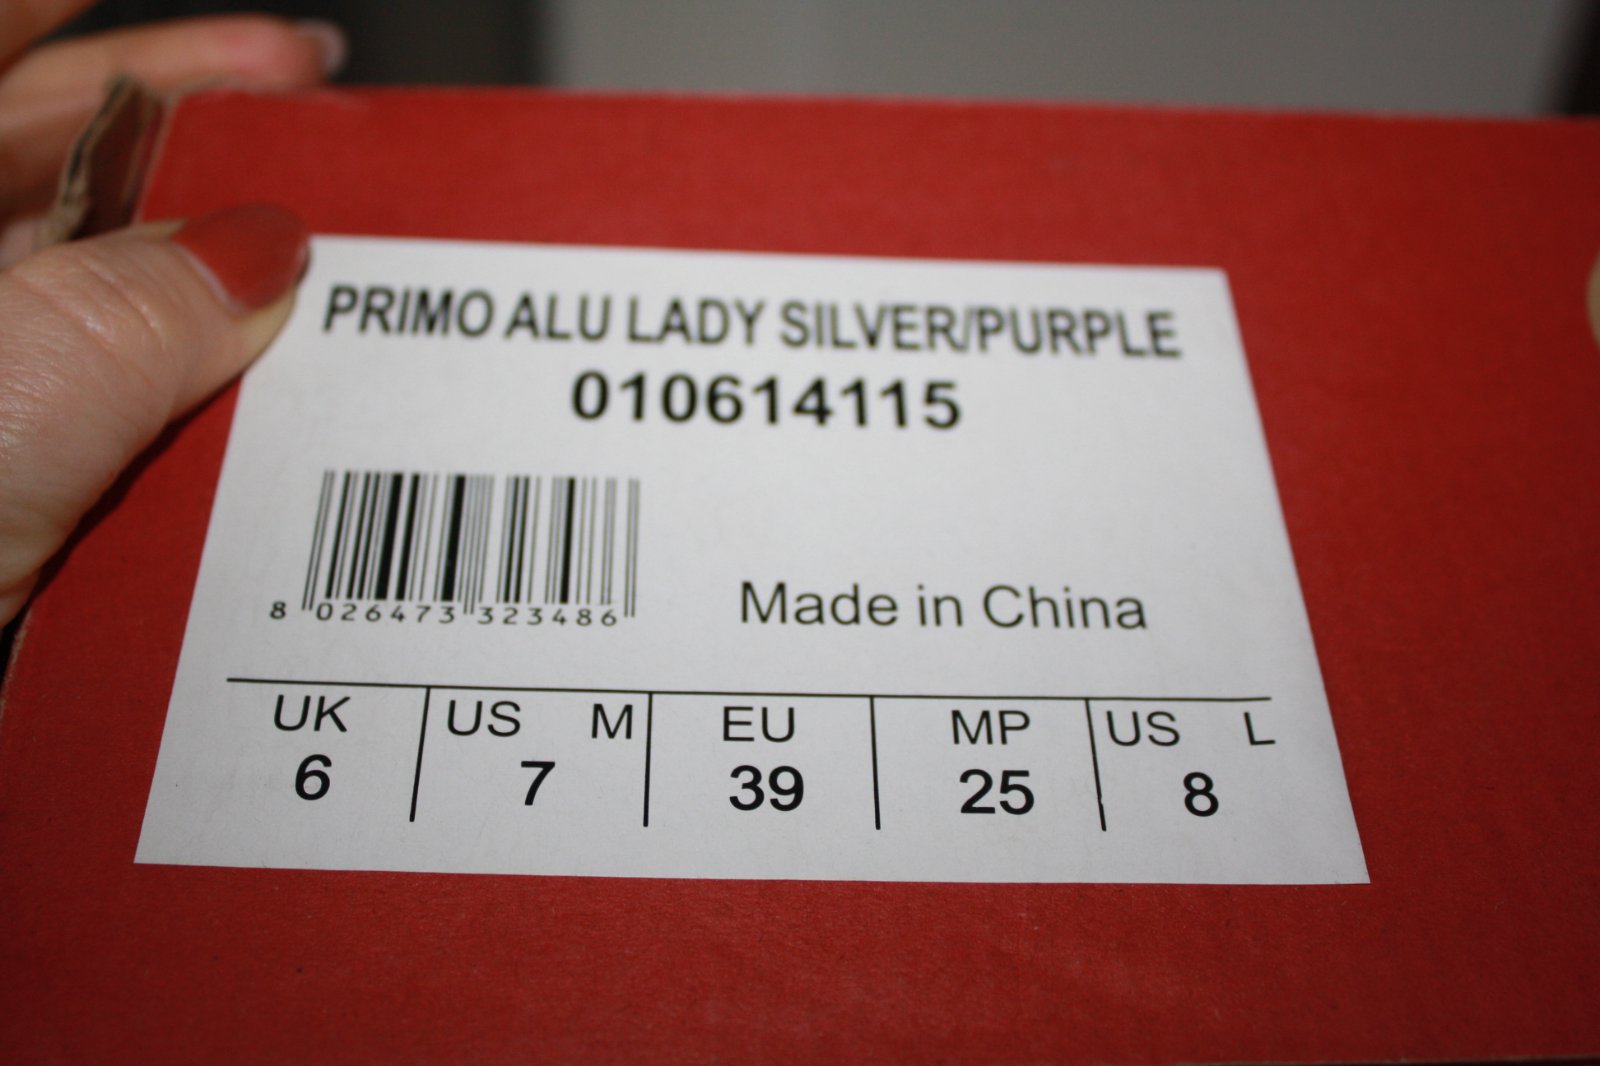 PRIMO ALU LADY SILVER/PURPLE
010614115
8 026473 323486
Made in China
UK US M EU MP US L
6 7 39 25 8